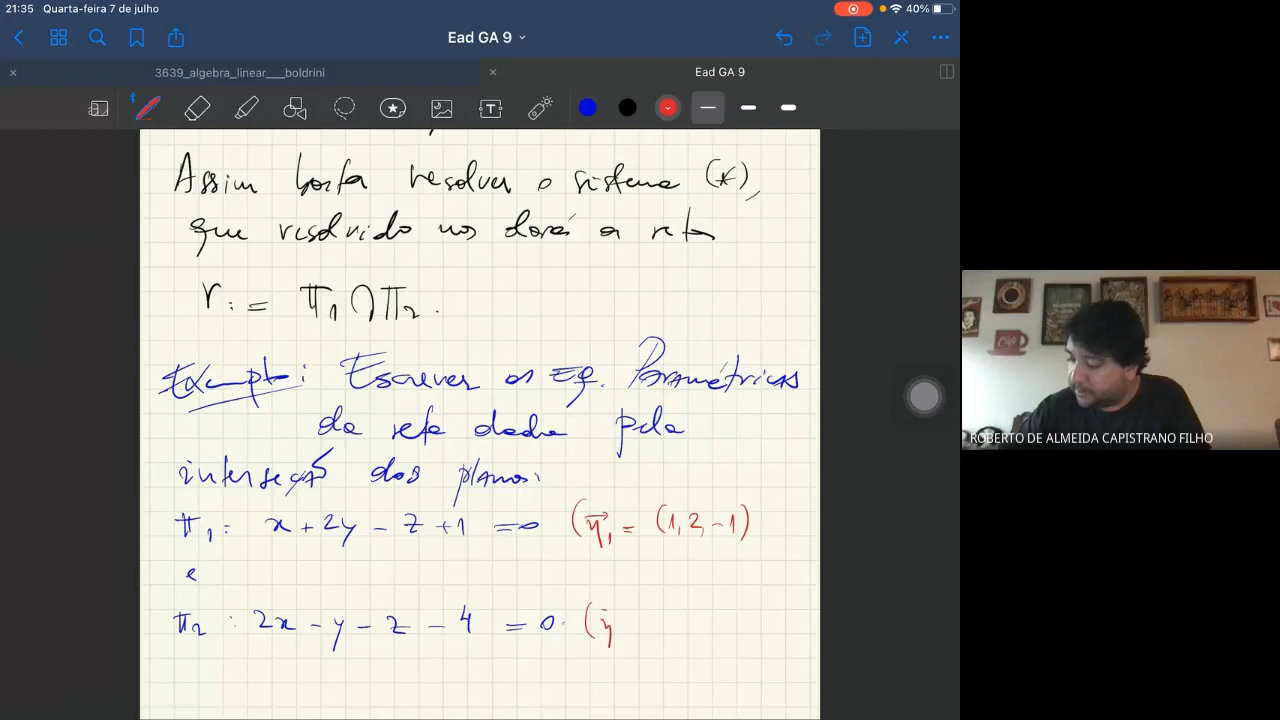 21:35 Quarta-feira 7 de julho
40%
Ead GA 9
3639_algebra_linear___boldrini
Ead GA 9
T
Assim basta resolver o sistema (*),
que resolvido nos dará a reta
r := π₁ ∩ π₂.
Exemplo: Escrever as Eq. Paramétricas
da reta dada pela
interseção dos planos:
π₁: x + 2y - z + 1 = 0 (η⃗₁ = (1, 2, -1)
e
π₂ : 2x - y - z - 4 = 0. (η
ROBERTO DE ALMEIDA CAPISTRANO FILHO